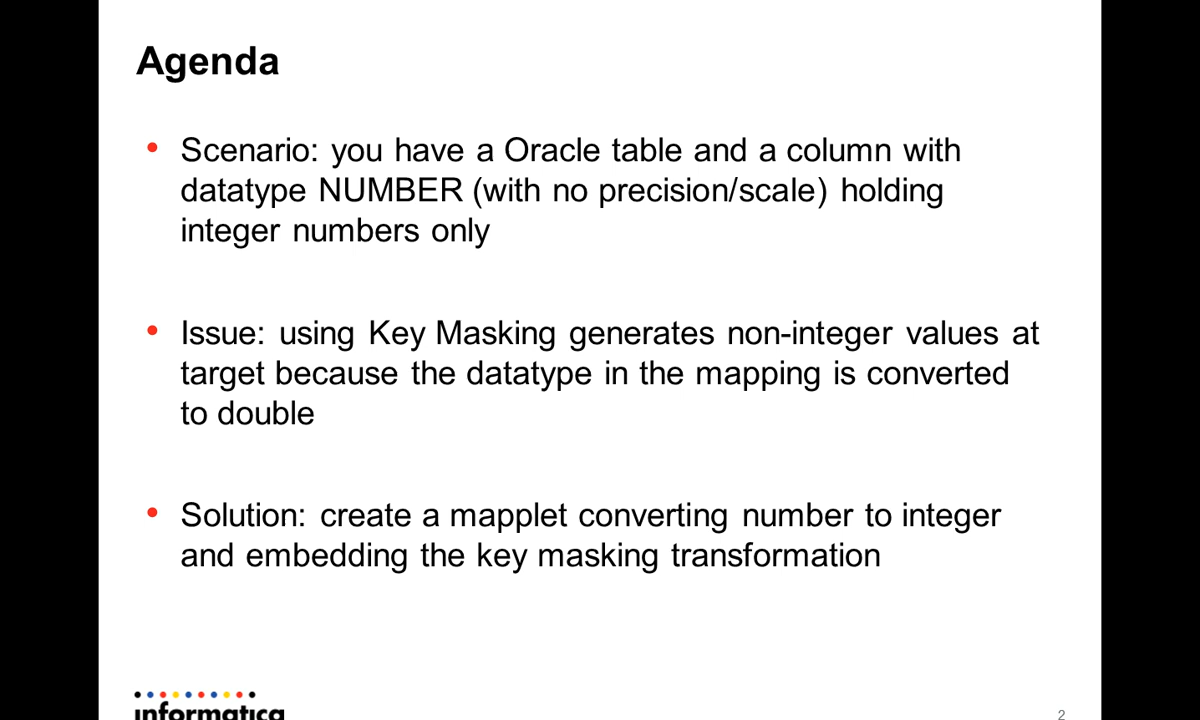 Agenda
• Scenario: you have a Oracle table and a column with
datatype NUMBER (with no precision/scale) holding
integer numbers only
• Issue: using Key Masking generates non-integer values at
target because the datatype in the mapping is converted
to double
• Solution: create a mapplet converting number to integer
and embedding the key masking transformation
informatica
2